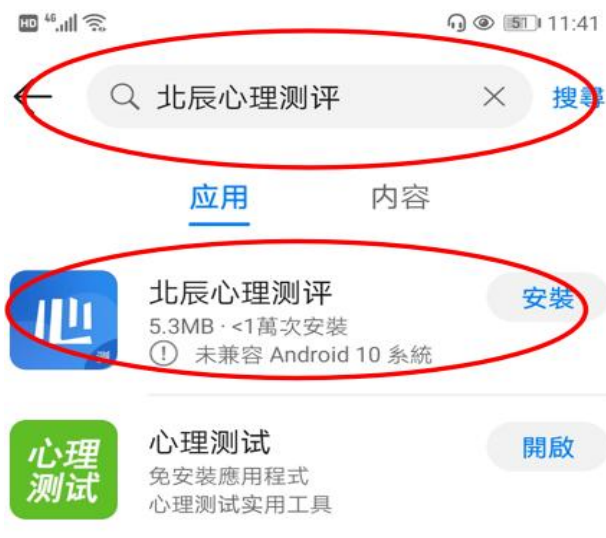 HD 4G 51 11:41
北辰心理测评 搜尋
应用 内容
北辰心理测评
5.3MB · <1萬次安裝
未兼容 Android 10 系統
安裝
心理
测试
心理测试
免安裝應用程式
心理测试实用工具
開啟